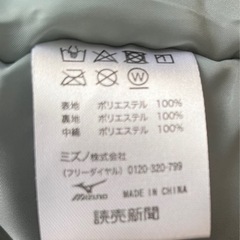 表地 ポリエステル 100%
裏地 ポリエステル 100%
中綿 ポリエステル 100%
ミズノ株式会社
(フリーダイヤル) 0120-320-799
MIZUNO MADE IN CHINA
読売新聞